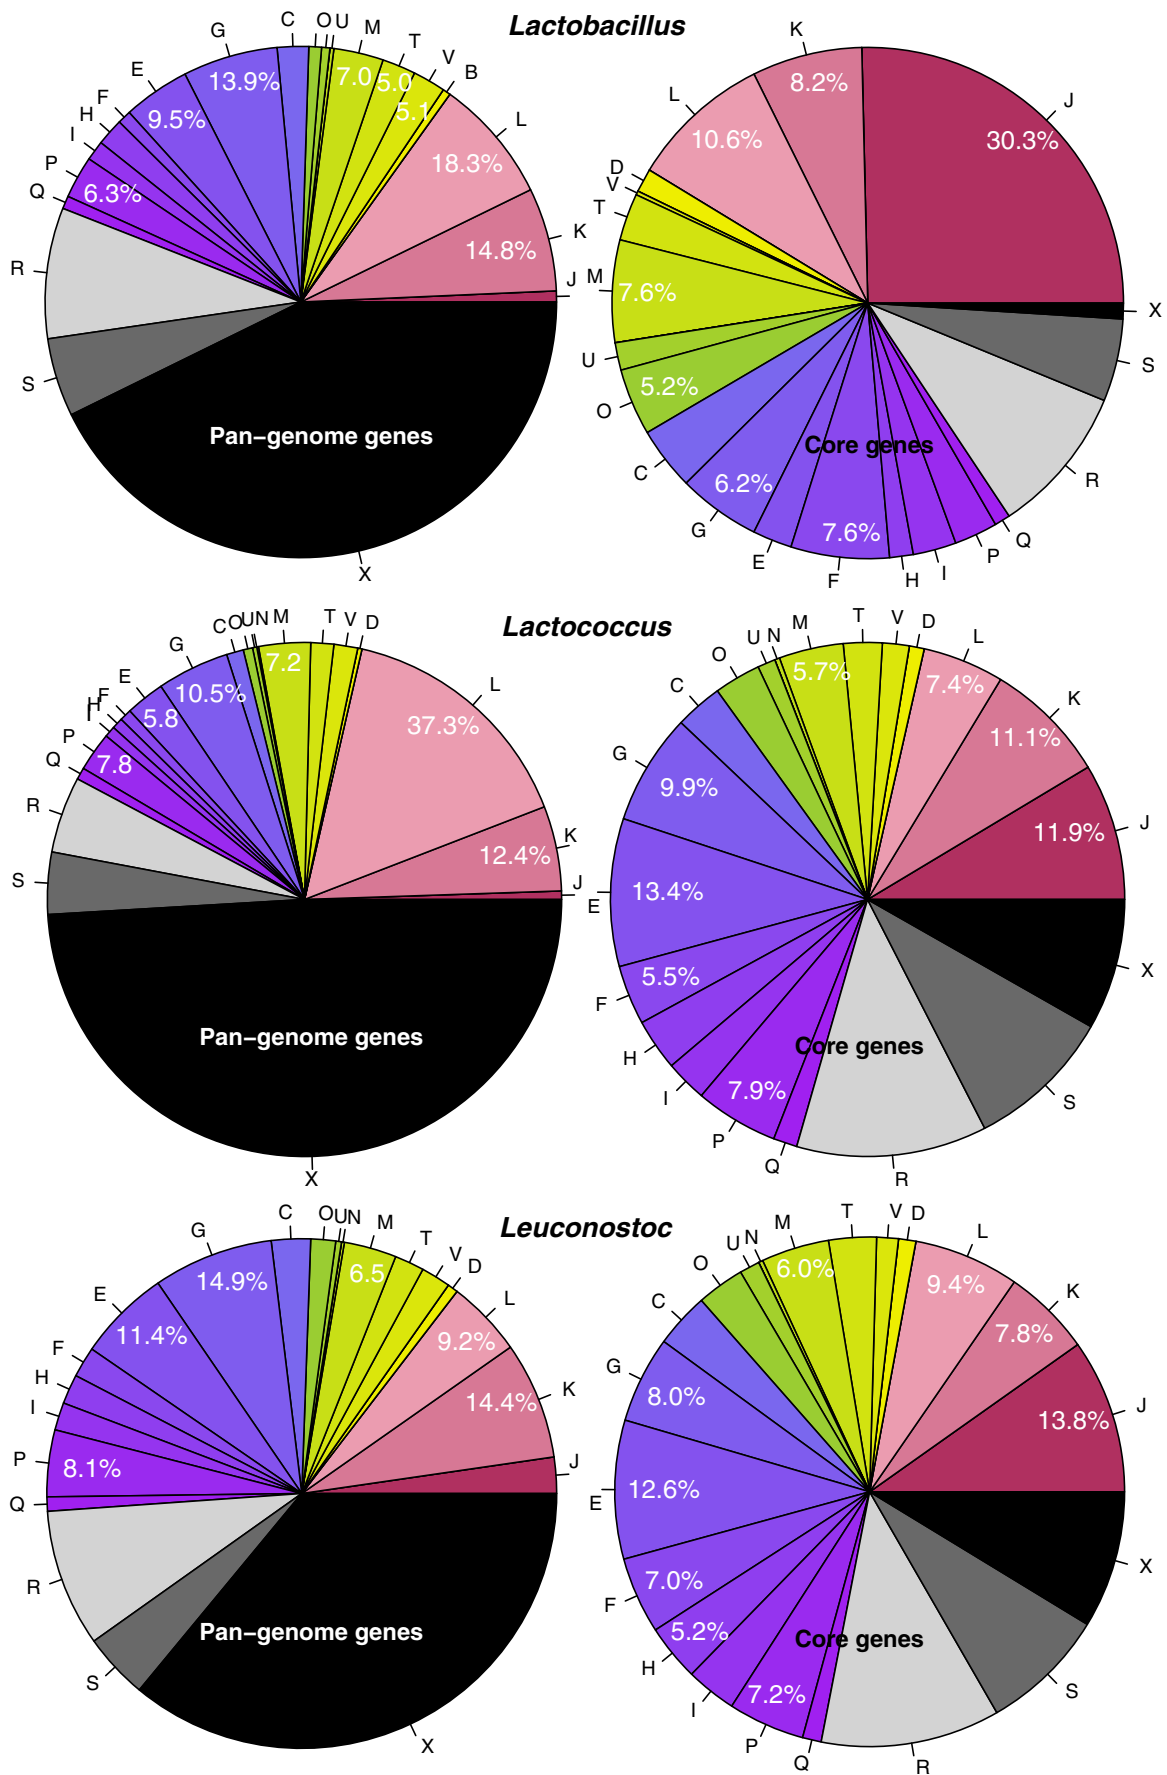 Lactobacillus
G
C
O
U
M
T
V
B
E
F
H
I
P
Q
R
S
L
K
J
X
13.9%
7.0
5.0
5.1
9.5%
6.3%
18.3%
14.8%
Pan−genome genes
K
L
J
D
V
T
M
U
O
C
G
E
F
H
I
P
Q
R
S
X
8.2%
30.3%
10.6%
7.6%
5.2%
6.2%
7.6%
Core genes
Lactococcus
G
C
O
U
N
M
T
V
D
E
F
H
I
P
Q
R
S
L
K
J
X
7.2
10.5%
5.8
7.8
37.3%
12.4%
Pan−genome genes
O
U
N
M
T
V
D
L
K
J
C
G
E
F
H
I
P
Q
R
S
X
5.7%
7.4%
11.1%
11.9%
9.9%
13.4%
5.5%
7.9%
Core genes
Leuconostoc
G
C
O
U
N
M
T
V
D
L
K
J
E
F
H
I
P
Q
R
S
X
14.9%
6.5
11.4%
9.2%
14.4%
8.1%
Pan−genome genes
O
U
N
M
T
V
D
L
K
J
C
G
E
F
H
I
P
Q
R
S
X
6.0%
9.4%
7.8%
13.8%
8.0%
12.6%
7.0%
5.2%
7.2%
Core genes